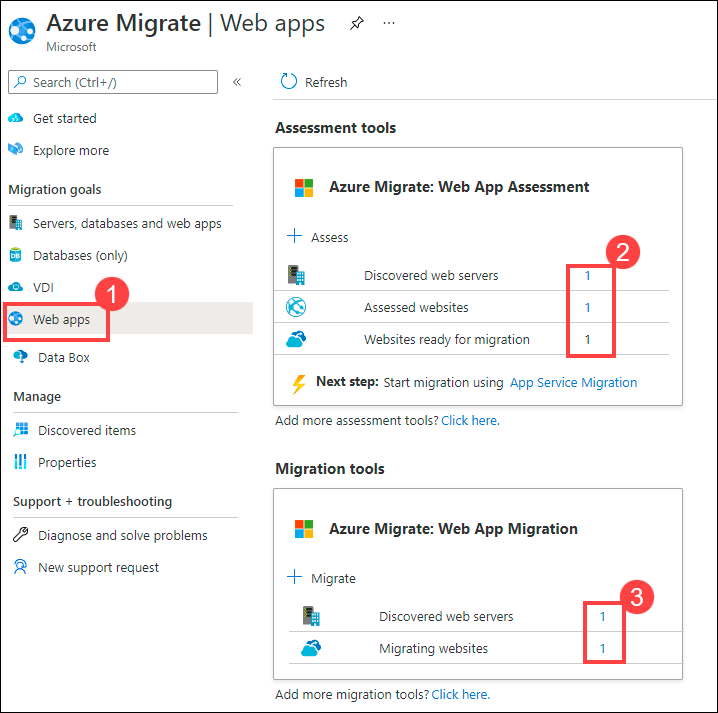 Azure Migrate | Web apps ...
Microsoft
Search (Ctrl+/)
«
Get started
Explore more
Migration goals
Servers, databases and web apps
Databases (only)
VDI
1
Web apps
Data Box
Manage
Discovered items
Properties
Support + troubleshooting
Diagnose and solve problems
New support request
Refresh
Assessment tools
Azure Migrate: Web App Assessment
+ Assess
2
Discovered web servers 1
Assessed websites 1
Websites ready for migration 1
Next step: Start migration using App Service Migration
Add more assessment tools? Click here.
Migration tools
Azure Migrate: Web App Migration
+ Migrate
3
Discovered web servers 1
Migrating websites 1
Add more migration tools? Click here.